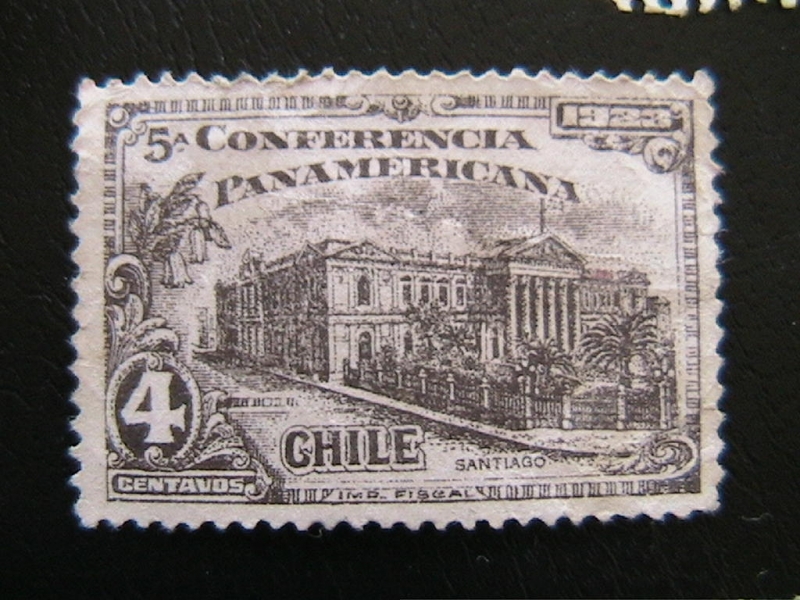 1923
5A CONFERENCIA
PANAMERICANA
4
CENTAVOS
CHILE
SANTIAGO
IMP. FISCAL